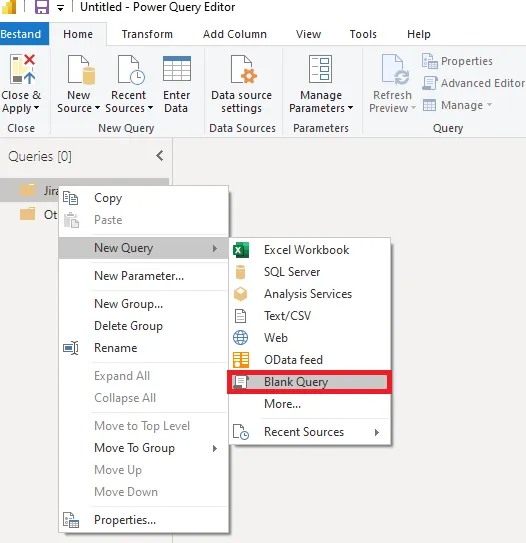 Untitled - Power Query Editor
Bestand Home Transform Add Column View Tools Help
Close & Apply
New Source
Recent Sources
Enter Data
Data source settings
Manage Parameters
Refresh Preview
Properties
Advanced Editor
Manage
Close New Query Data Sources Parameters Query
Queries [0]
Jira
Ot
Copy
Paste
New Query
New Parameter...
New Group...
Delete Group
Rename
Expand All
Collapse All
Move to Top Level
Move To Group
Move Up
Move Down
Properties...
Excel Workbook
SQL Server
Analysis Services
Text/CSV
Web
OData feed
Blank Query
More...
Recent Sources